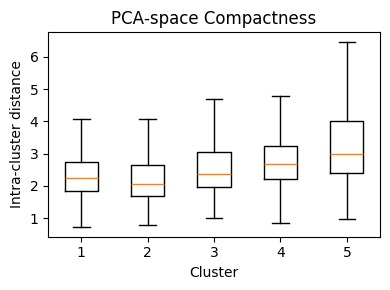 PCA-space Compactness
Intra-cluster distance
6
5
4
3
2
1
1 2 3 4 5
Cluster